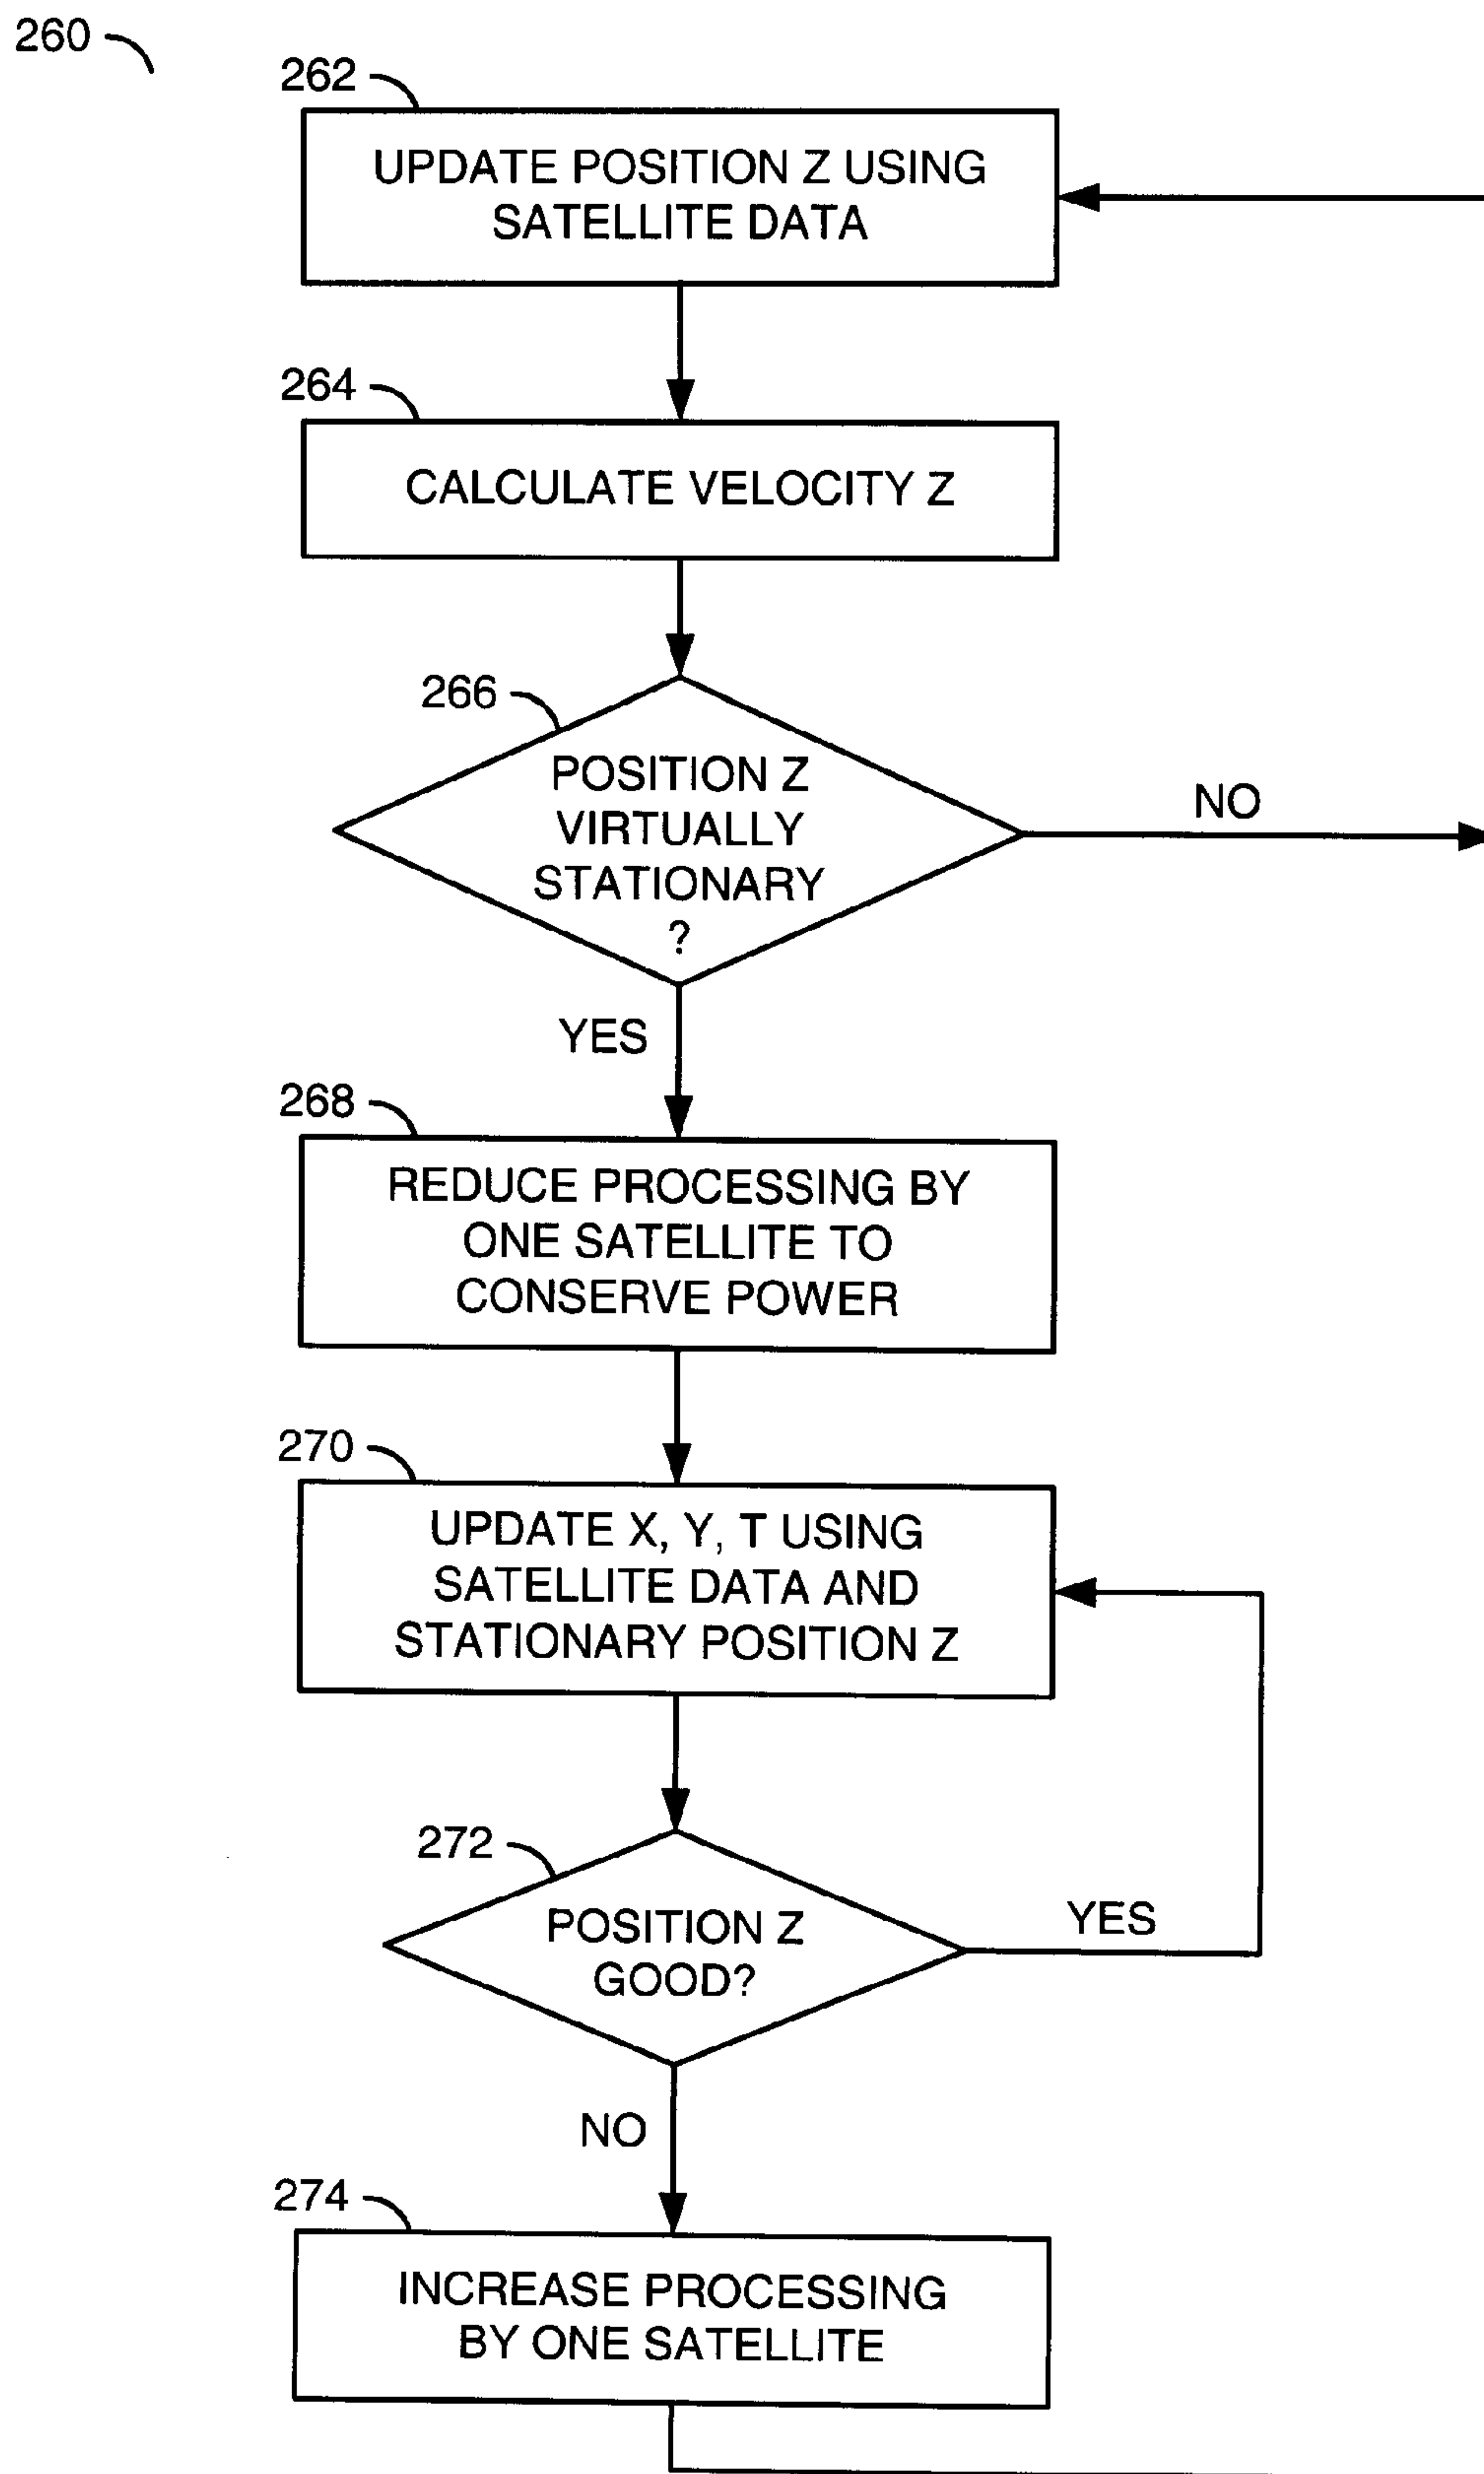 260
262
UPDATE POSITION Z USING
SATELLITE DATA
264
CALCULATE VELOCITY Z
266
POSITION Z
VIRTUALLY
STATIONARY
?
NO
YES
268
REDUCE PROCESSING BY
ONE SATELLITE TO
CONSERVE POWER
270
UPDATE X, Y, T USING
SATELLITE DATA AND
STATIONARY POSITION Z
272
POSITION Z
GOOD?
YES
NO
274
INCREASE PROCESSING
BY ONE SATELLITE